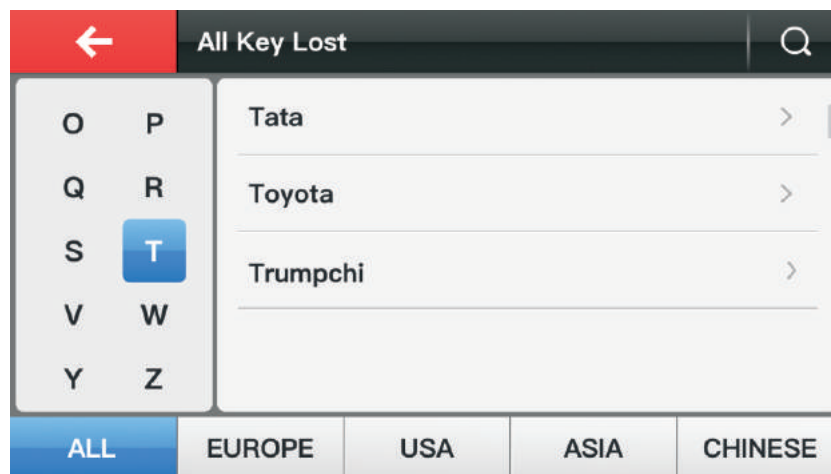 All Key Lost
O P
Q R
S T
V W
Y Z
Tata
Toyota
Trumpchi
ALL EUROPE USA ASIA CHINESE